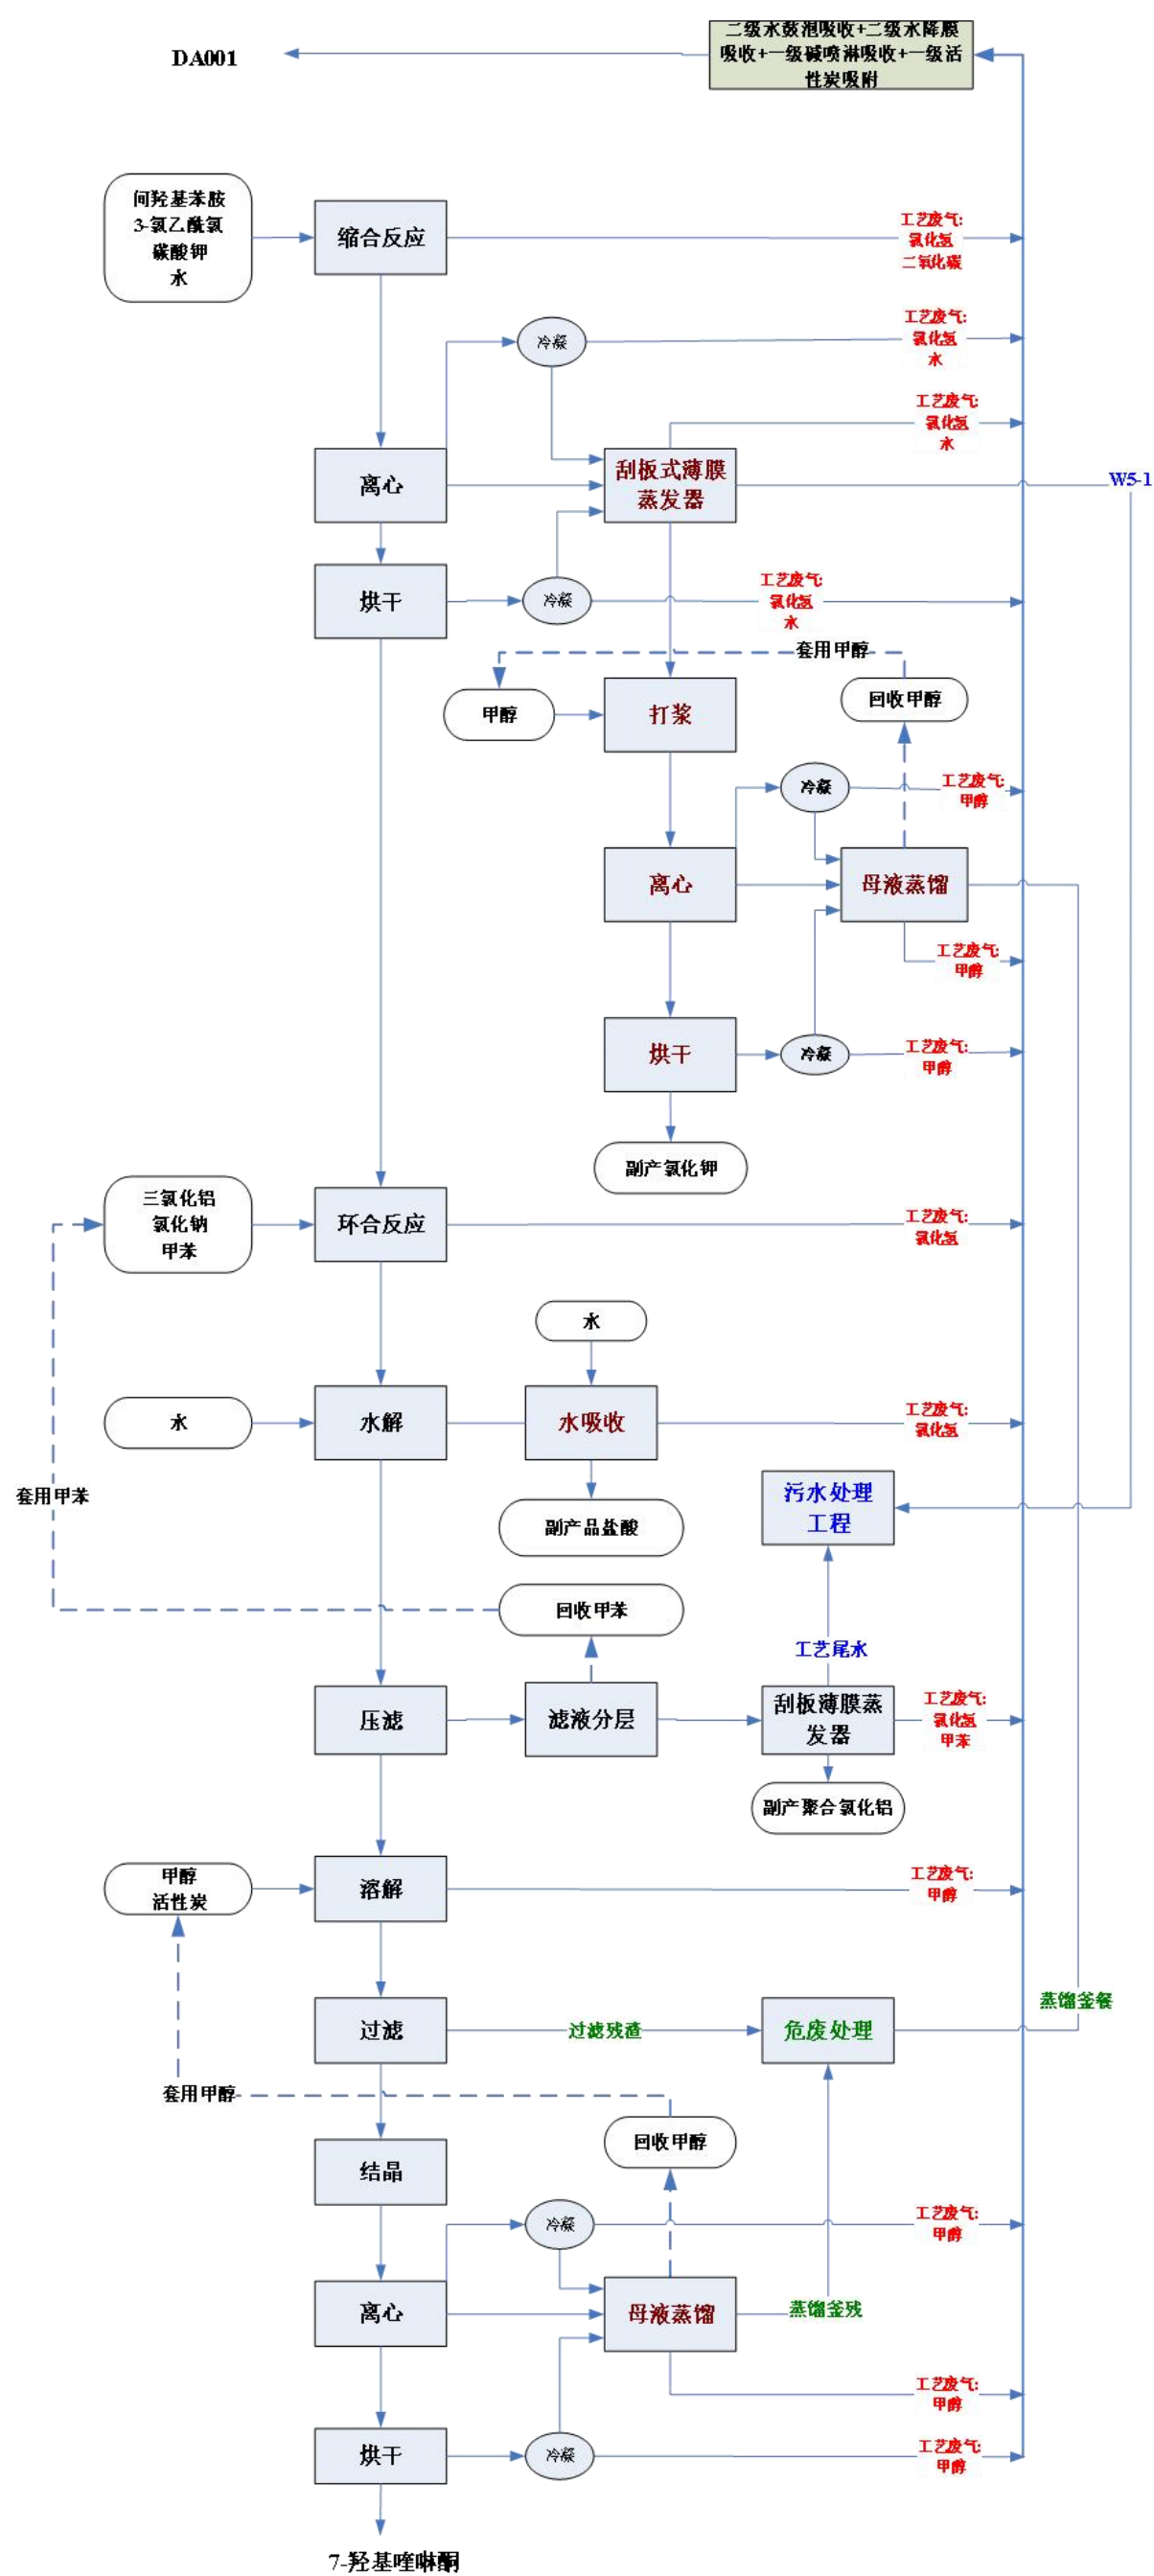 二级水鼓泡吸收+二级水降膜
吸收+一级碱喷淋吸收+一级活
性炭吸附
DA001
间羟基苯胺
3-氯乙酰氯
碳酸钾
水
缩合反应
工艺废气:
氯化氢
二氧化碳
冷凝
工艺废气:
氯化氢
水
工艺废气:
氯化氢
水
离心
刮板式薄膜
蒸发器
W5-1
烘干
冷凝
工艺废气:
氯化氢
水
套用甲醇
甲醇
打浆
回收甲醇
冷凝
工艺废气:
甲醇
离心
母液蒸馏
工艺废气:
甲醇
烘干
冷凝
工艺废气:
甲醇
副产氯化钾
三氯化铝
氯化钠
甲苯
环合反应
工艺废气:
氯化氢
水
水
水解
水吸收
工艺废气:
氯化氢
套用甲苯
副产品盐酸
污水处理
工程
回收甲苯
工艺尾水
压滤
滤液分层
刮板薄膜蒸
发器
工艺废气:
氯化氢
甲苯
副产聚合氯化铝
甲醇
活性炭
溶解
工艺废气:
甲醇
蒸馏釜餐
过滤
过滤残渣
危废处理
套用甲醇
回收甲醇
结晶
冷凝
工艺废气:
甲醇
离心
母液蒸馏
蒸馏釜残
工艺废气:
甲醇
烘干
冷凝
工艺废气:
甲醇
7-羟基喹啉酮